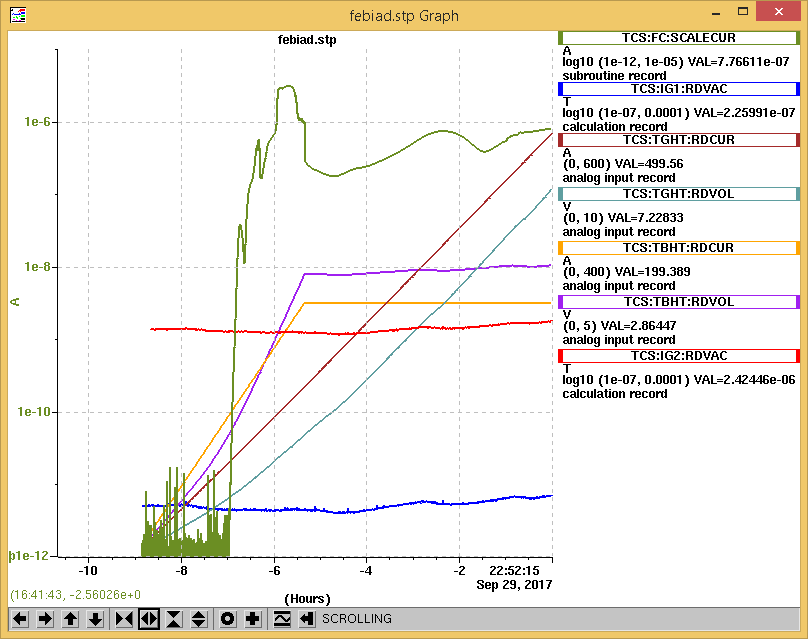 febiad.stp Graph
febiad.stp
1e-6
1e-8
A
1e-10
1e-12
-10
-8
-6
-4
-2
22:52:15
Sep 29, 2017
(Hours)
(16:41:43, -2.56026e+0
TCS:FC:SCALECUR
A
log10 (1e-12, 1e-05) VAL=7.76611e-07
subroutine record
TCS:IG1:RDVAC
T
log10 (1e-07, 0.0001) VAL=2.25991e-07
calculation record
TCS:TGHT:RDCUR
A
(0, 600) VAL=499.56
analog input record
TCS:TGHT:RDVOL
V
(0, 10) VAL=7.22833
analog input record
TCS:TBHT:RDCUR
A
(0, 400) VAL=199.389
analog input record
TCS:TBHT:RDVOL
V
(0, 5) VAL=2.86447
analog input record
TCS:IG2:RDVAC
T
log10 (1e-07, 0.0001) VAL=2.42446e-06
calculation record
SCROLLING